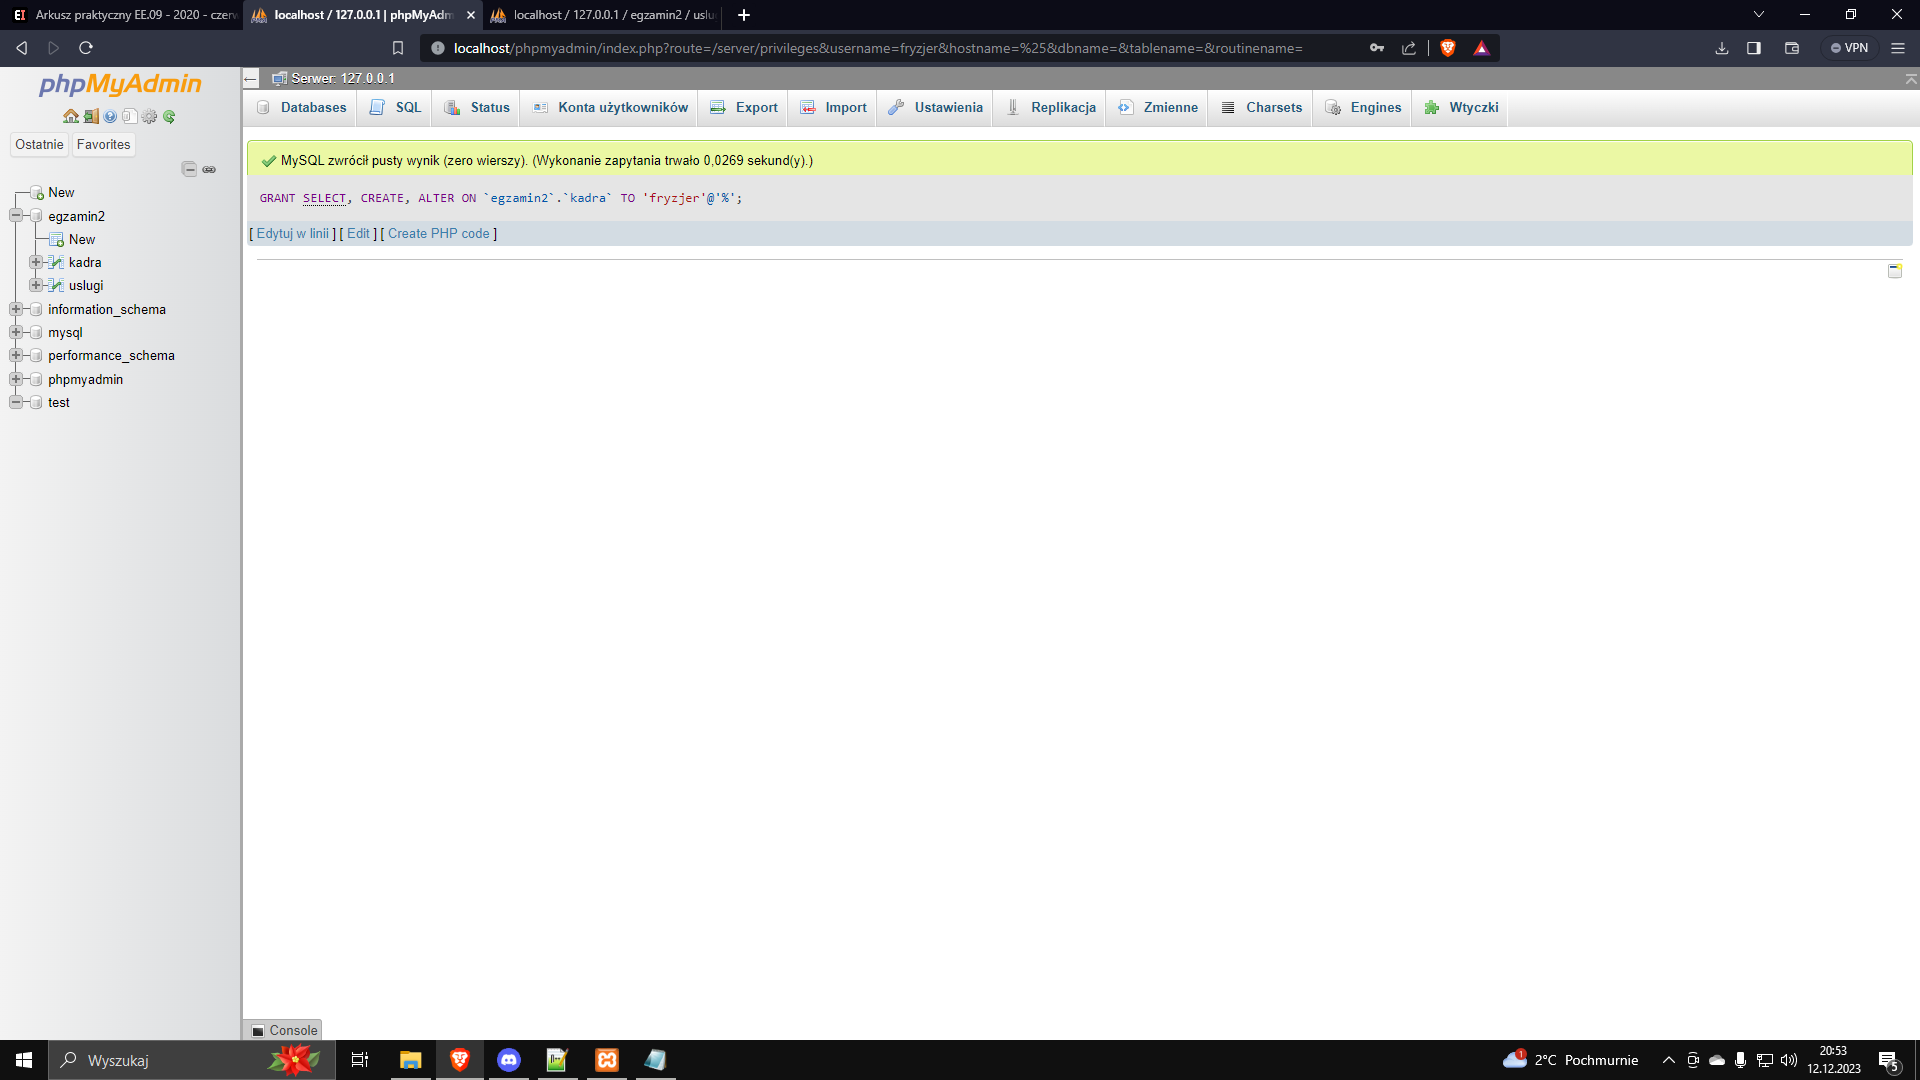 Arkusz praktyczny EE.09 - 2020 - czerw
localhost / 127.0.0.1 | phpMyAdm
localhost / 127.0.0.1 / egzamin2 / uslu
localhost/phpmyadmin/index.php?route=/server/privileges&username=fryzjer&hostname=%25&dbname=&tablename=&routinename=
VPN
phpMyAdmin
Serwer: 127.0.0.1
Databases
SQL
Status
Konta użytkowników
Export
Import
Ustawienia
Replikacja
Zmienne
Charsets
Engines
Wtyczki
Ostatnie
Favorites
New
egzamin2
New
kadra
uslugi
information_schema
mysql
performance_schema
phpmyadmin
test
MySQL zwrócił pusty wynik (zero wierszy). (Wykonanie zapytania trwało 0,0269 sekund(y).)
GRANT SELECT, CREATE, ALTER ON `egzamin2`.`kadra` TO 'fryzjer'@'%';
[ Edytuj w linii ] [ Edit ] [ Create PHP code ]
Console
Wyszukaj
1
2°C Pochmurnie
20:53
12.12.2023
5